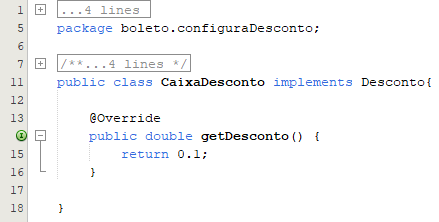 1 ...4 lines
5 package boleto.configuraDesconto;
6
7 /**...4 lines */
11 public class CaixaDesconto implements Desconto{
12
13 @Override
public double getDesconto() {
15 return 0.1;
16 }
17
18 }